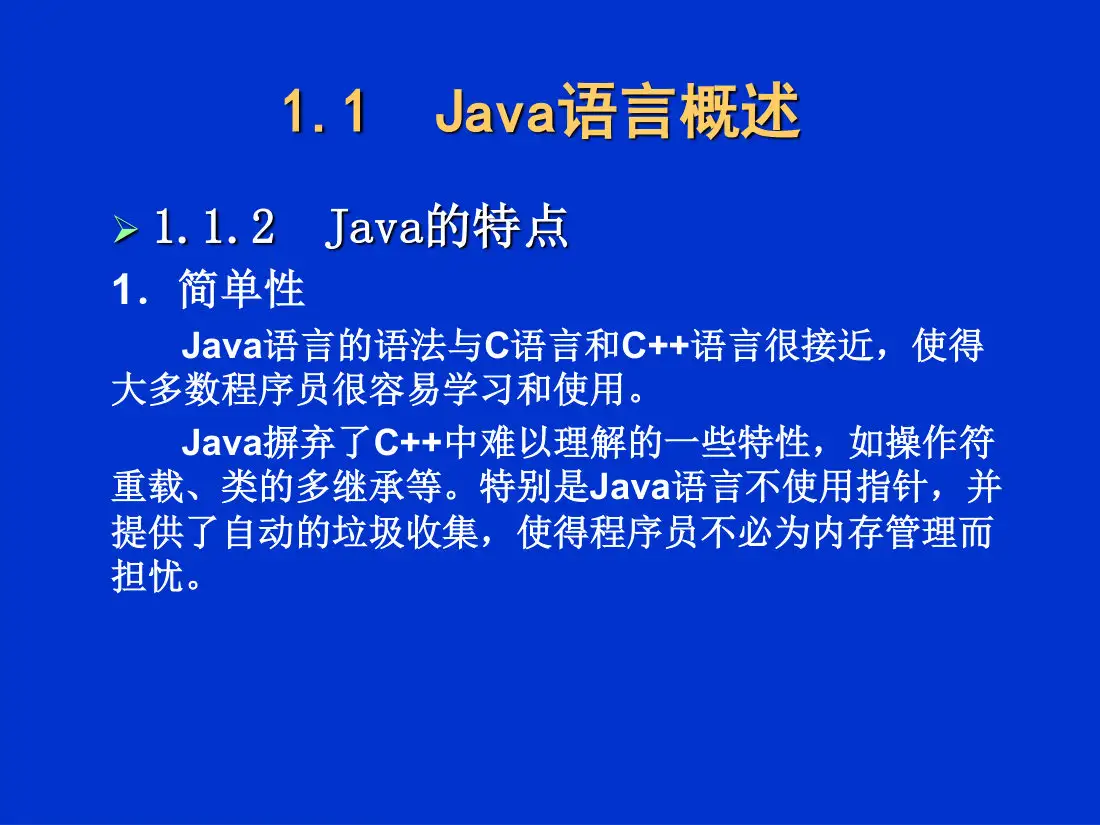 1.1 Java语言概述
1.1.2 Java的特点
1. 简单性
Java语言的语法与C语言和C++语言很接近，使得
大多数程序员很容易学习和使用。
Java摒弃了C++中难以理解的一些特性，如操作符
重载、类的多继承等。特别是Java语言不使用指针，并
提供了自动的垃圾收集，使得程序员不必为内存管理而
担忧。